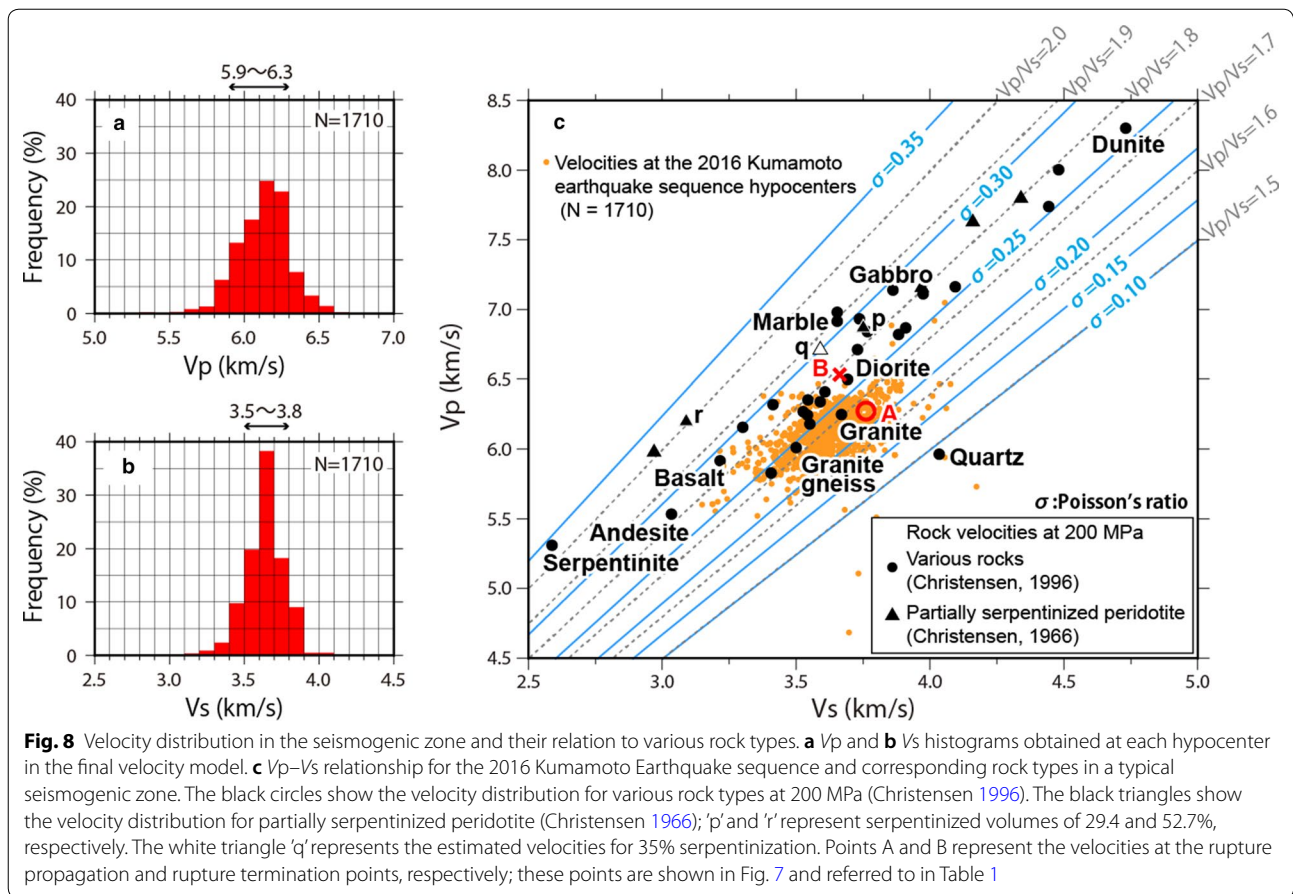 5.9～6.3
40
30
20
10
0
Frequency (%)
a
N=1710
5.0
6.0
7.0
Vp (km/s)
3.5～3.8
40
30
20
10
0
Frequency (%)
b
N=1710
2.5
3.0
3.5
4.0
4.5
Vs (km/s)
Vp/Vs=2.0
Vp/Vs=1.9
Vp/Vs=1.8
Vp/Vs=1.7
Vp/Vs=1.6
Vp/Vs=1.5
8.5
8.0
7.5
7.0
6.5
6.0
5.5
5.0
4.5
Vp (km/s)
c
Velocities at the 2016 Kumamoto
earthquake sequence hypocenters
(N = 1710)
σ=0.35
σ=0.30
σ=0.25
σ=0.20
σ=0.15
σ=0.10
Dunite
Gabbro
Marble
p
q
B
Diorite
A
Granite
r
Granite
gneiss
Quartz
Basalt
Andesite
Serpentinite
σ :Poisson's ratio
Rock velocities at 200 MPa
Various rocks
(Christensen, 1996)
Partially serpentinized peridotite
(Christensen, 1966)
2.5
3.0
3.5
4.0
4.5
5.0
Vs (km/s)
Fig. 8 Velocity distribution in the seismogenic zone and their relation to various rock types. a Vp and b Vs histograms obtained at each hypocenter
in the final velocity model. c Vp–Vs relationship for the 2016 Kumamoto Earthquake sequence and corresponding rock types in a typical
seismogenic zone. The black circles show the velocity distribution for various rock types at 200 MPa (Christensen 1996). The black triangles show
the velocity distribution for partially serpentinized peridotite (Christensen 1966); 'p' and 'r' represent serpentinized volumes of 29.4 and 52.7%,
respectively. The white triangle 'q' represents the estimated velocities for 35% serpentinization. Points A and B represent the velocities at the rupture
propagation and rupture termination points, respectively; these points are shown in Fig. 7 and referred to in Table 1